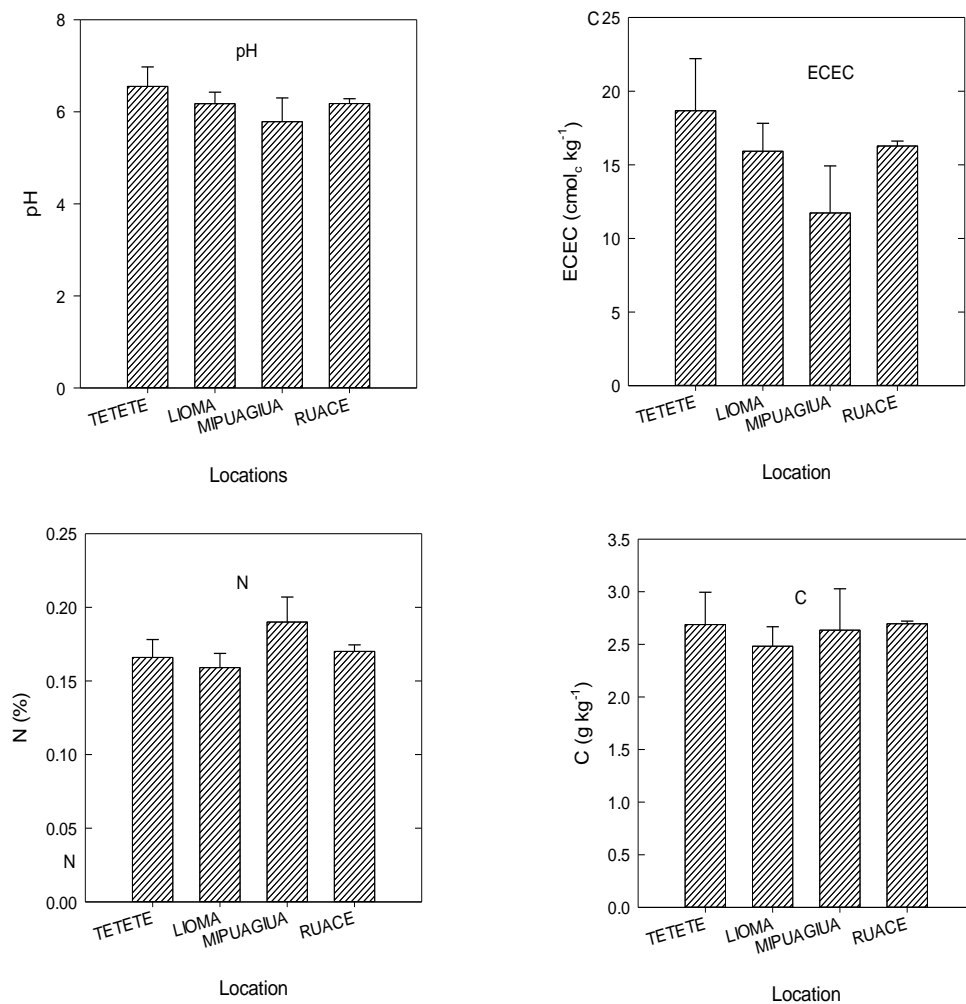 pH
pH
8
6
4
2
0
TETETE
LIOMA
MIPUAGIUA
RUACE
Locations
C
ECEC
ECEC (cmolc kg-1)
25
20
15
10
5
0
TETETE
LIOMA
MIPUAGIUA
RUACE
Location
N
N
N (%)
0.25
0.20
0.15
0.10
0.05
0.00
TETETE
LIOMA
MIPUAGIUA
RUACE
Location
C
C (g kg-1)
3.5
3.0
2.5
2.0
1.5
1.0
0.5
0.0
TETETE
LIOMA
MIPUAGIUA
RUACE
Location